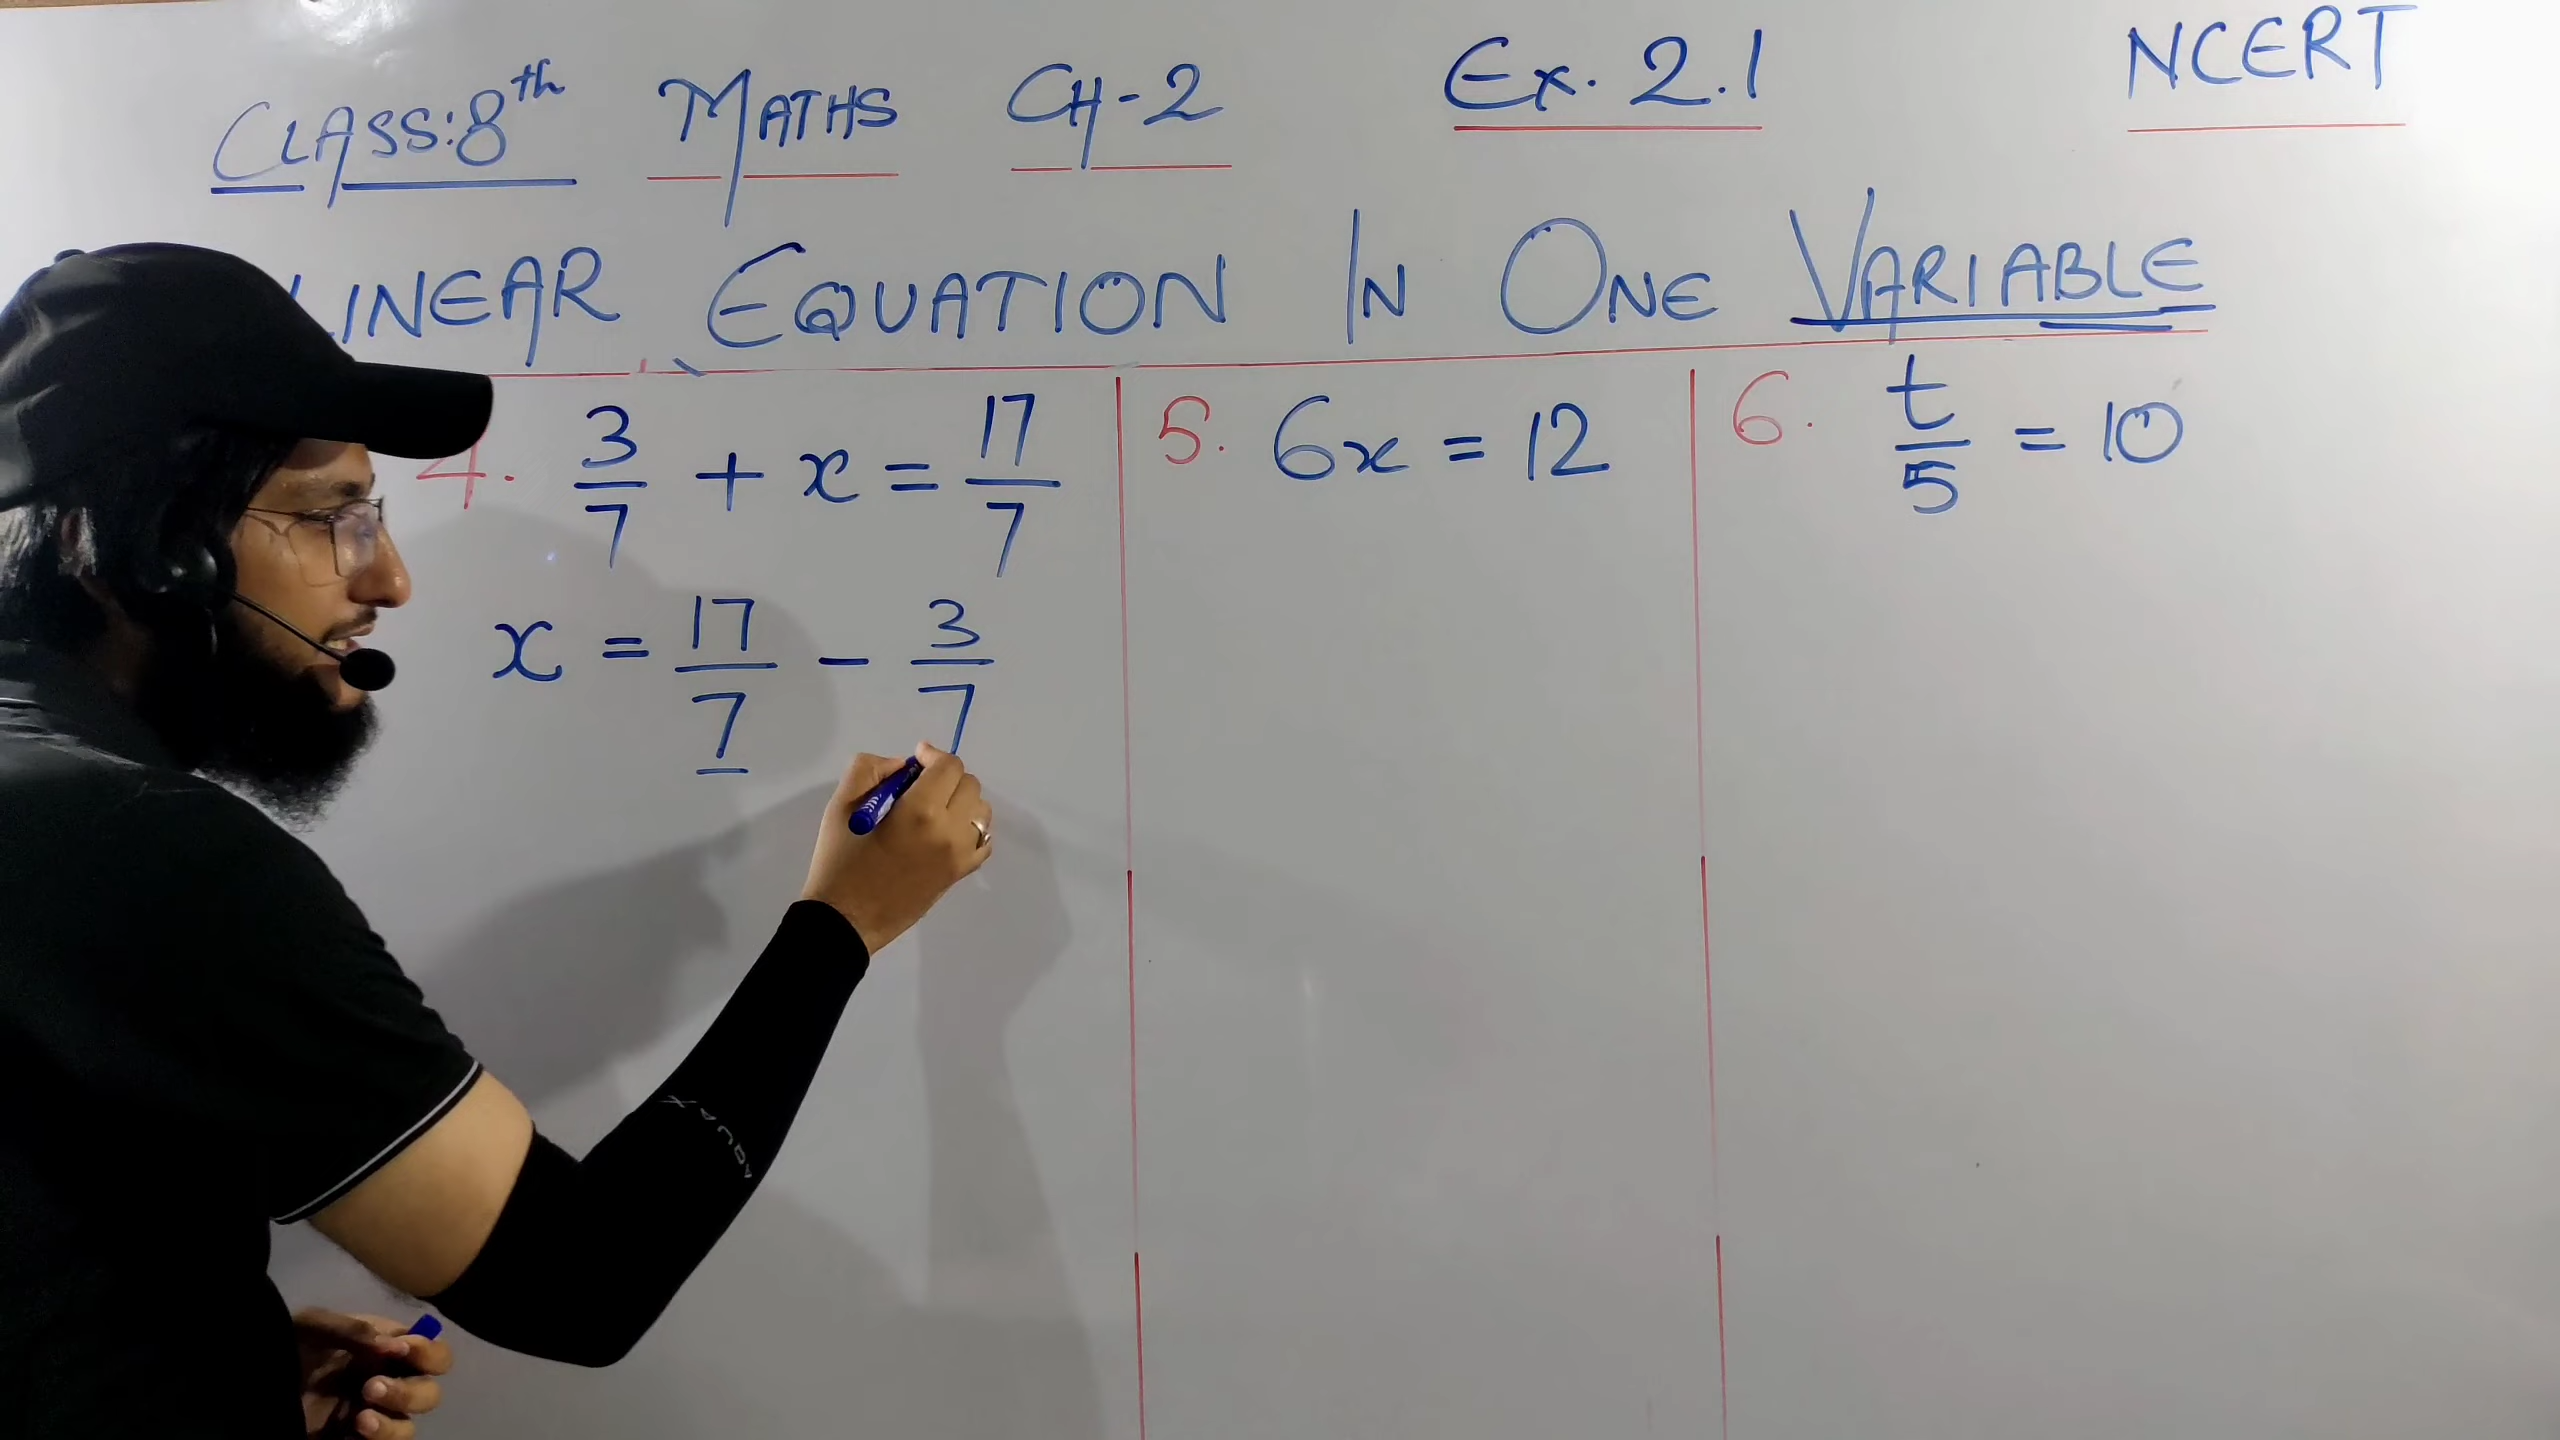 CLASS: 8th MATHS CH-2 Ex. 2.1 NCERT
LINEAR EQUATION IN ONE VARIABLE
4. 3/7 + x = 17/7
x = 17/7 - 3/7
5. 6x = 12
6. t/5 = 10